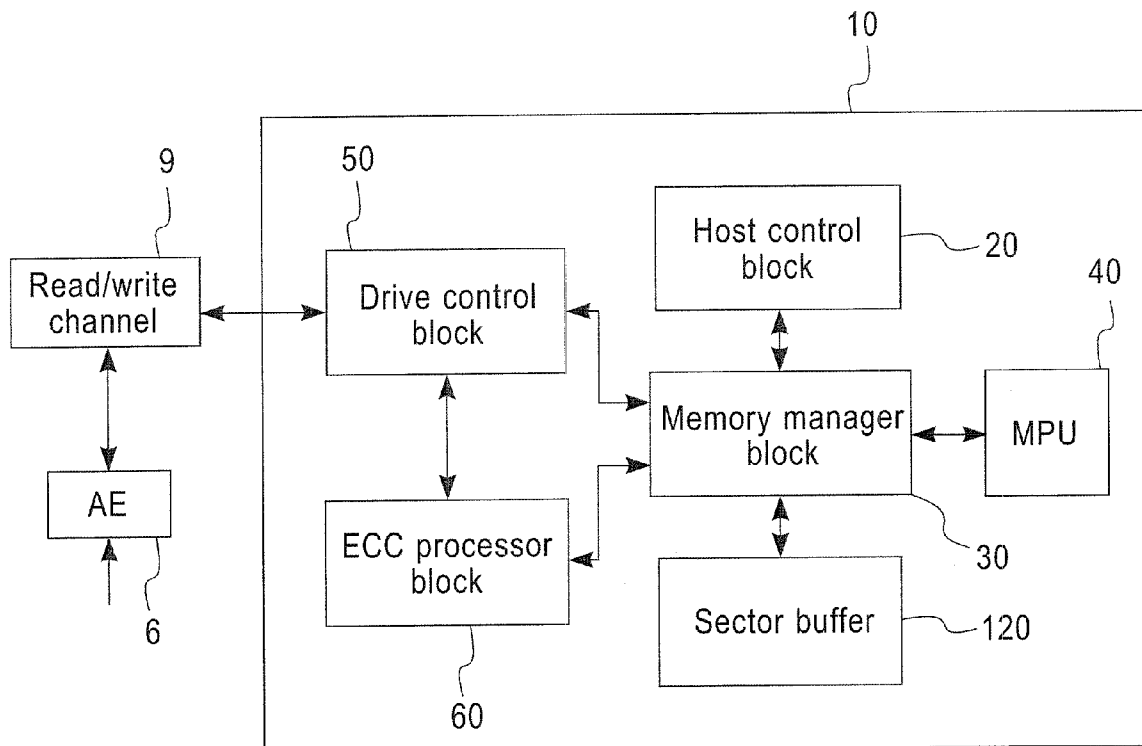 10
9
50
Host control
block
20
40
Read/write
channel
Drive control
block
Memory manager
block
MPU
AE
ECC processor
block
30
6
Sector buffer
120
60